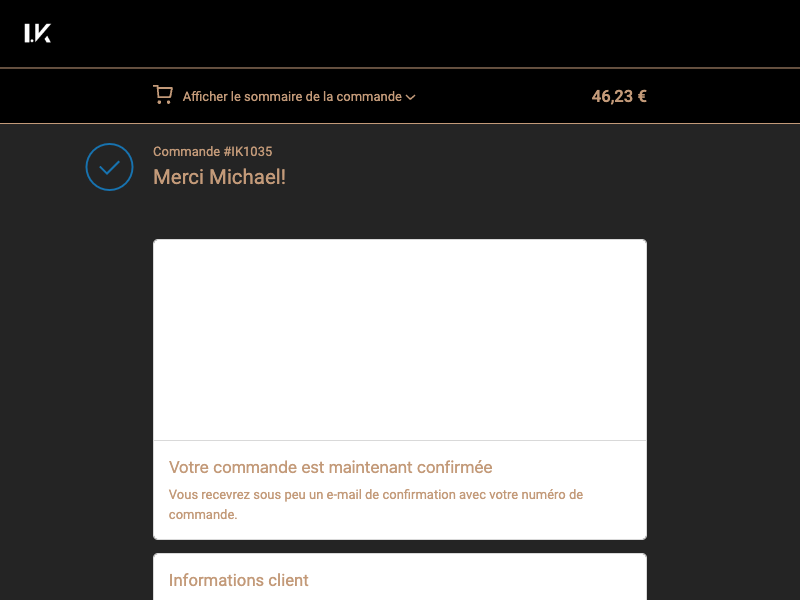 I.K
Afficher le sommaire de la commande
46,23 €
Commande #IK1035
Merci Michael!
Votre commande est maintenant confirmée
Vous recevrez sous peu un e-mail de confirmation avec votre numéro de
commande.
Informations client